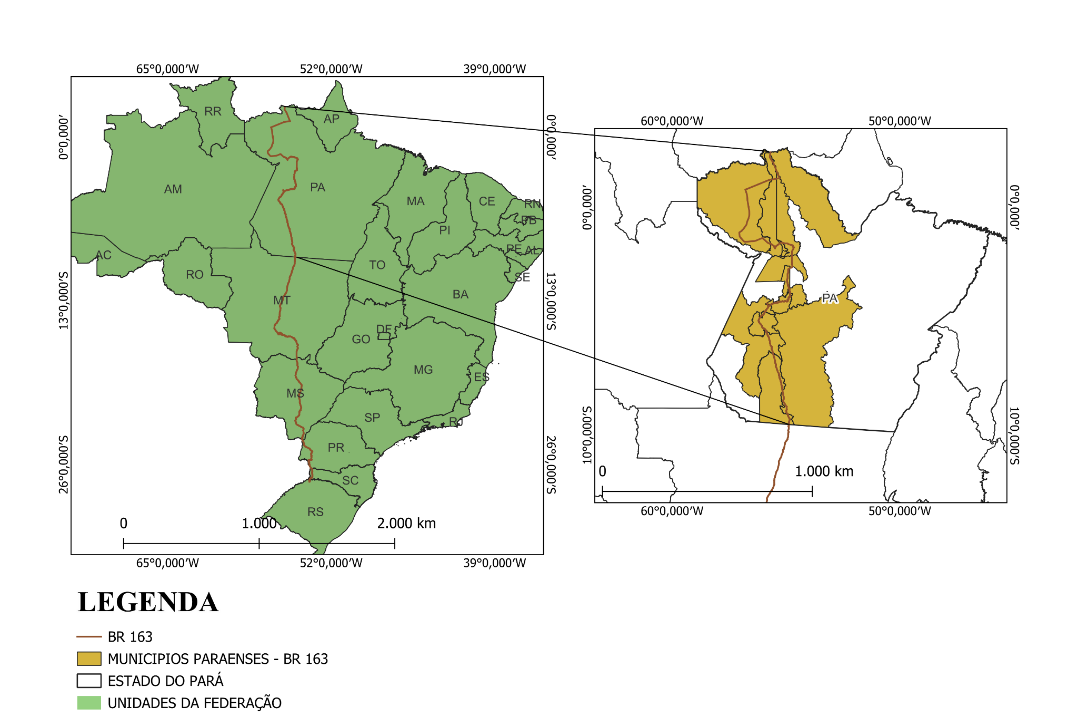 65°0,000'W 52°0,000'W 39°0,000'W
60°0,000'W 50°0,000'W
0°0,000'
13°0,000'S
26°0,000'S
RR
AP
AM
PA
MA
CE
RN
PB
PI
PE
AL
AC
RO
TO
SE
BA
MT
DF
GO
MG
ES
MS
SP
RJ
PR
SC
RS
0 1.000 2.000 km
0°0,000'
13°0,000'S
26°0,000'S
65°0,000'W 52°0,000'W 39°0,000'W
0°0,000'
10°0,000'S
PA
0 1.000 km
0°0,000'
10°0,000'S
60°0,000'W 50°0,000'W
LEGENDA
BR 163
MUNICIPIOS PARAENSES - BR 163
ESTADO DO PARÁ
UNIDADES DA FEDERAÇÃO